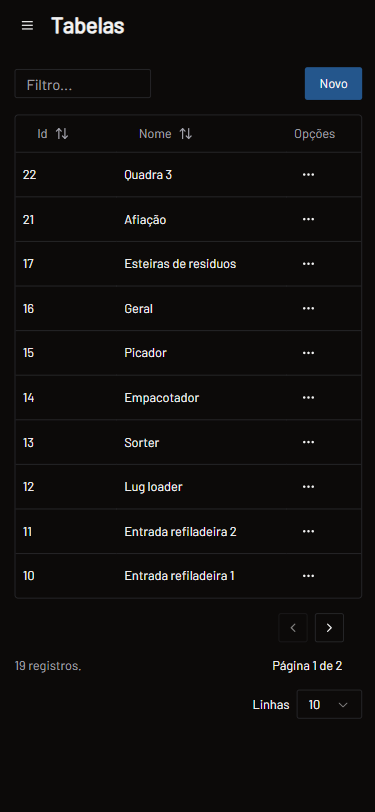 Tabelas
Filtro...
Novo
Id Nome Opções
22 Quadra 3
21 Afiação
17 Esteiras de residuos
16 Geral
15 Picador
14 Empacotador
13 Sorter
12 Lug loader
11 Entrada refiladeira 2
10 Entrada refiladeira 1
19 registros. Página 1 de 2
Linhas 10